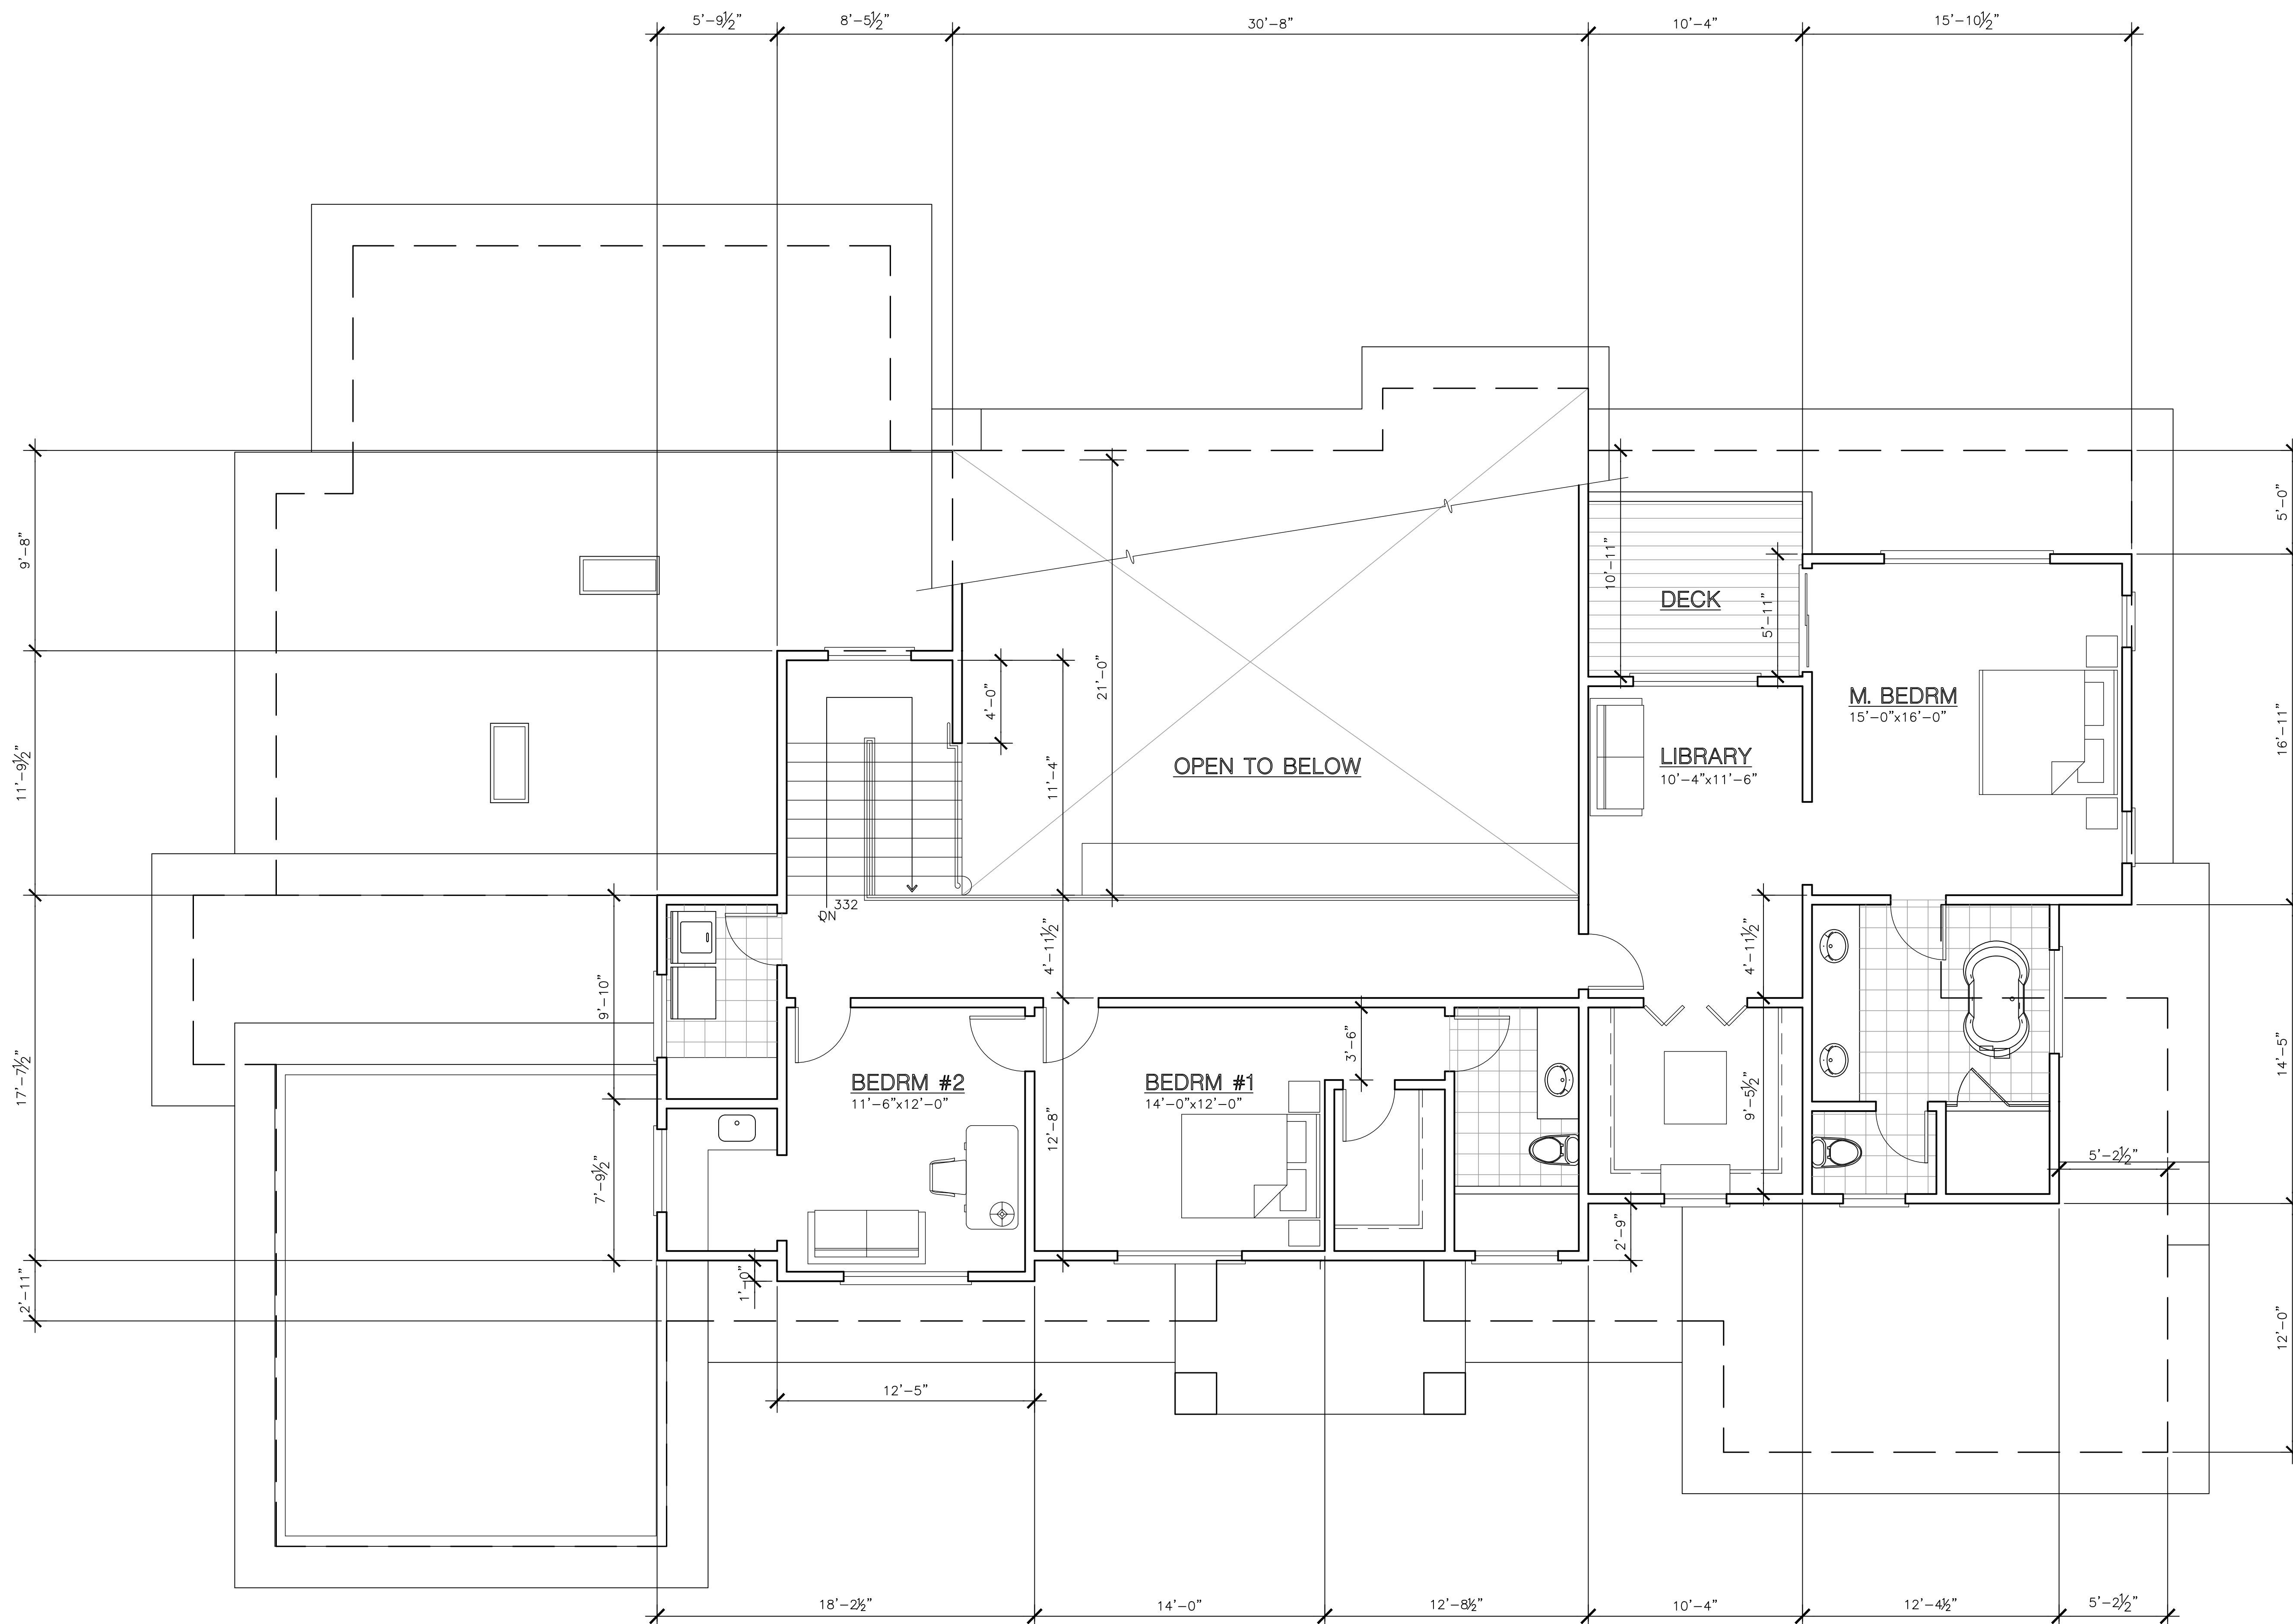 5'-9½" 8'-5½" 30'-8" 10'-4" 15'-10½"
9'-8"
11'-9½"
17'-7½"
2'-11"
5'-0"
16'-11"
14'-5"
12'-0"
10'-11"
5'-11"
DECK
4'-0"
21'-0"
11'-4"
M. BEDRM
15'-0"x16'-0"
OPEN TO BELOW
LIBRARY
10'-4"x11'-6"
332
DN
4'-11½"
4'-11½"
9'-10"
3'-6"
BEDRM #2
11'-6"x12'-0"
BEDRM #1
14'-0"x12'-0"
12'-8"
9'-5½"
7'-9½"
5'-2½"
2'-9"
1'-0"
12'-5"
18'-2½" 14'-0" 12'-8½" 10'-4" 12'-4½" 5'-2½"